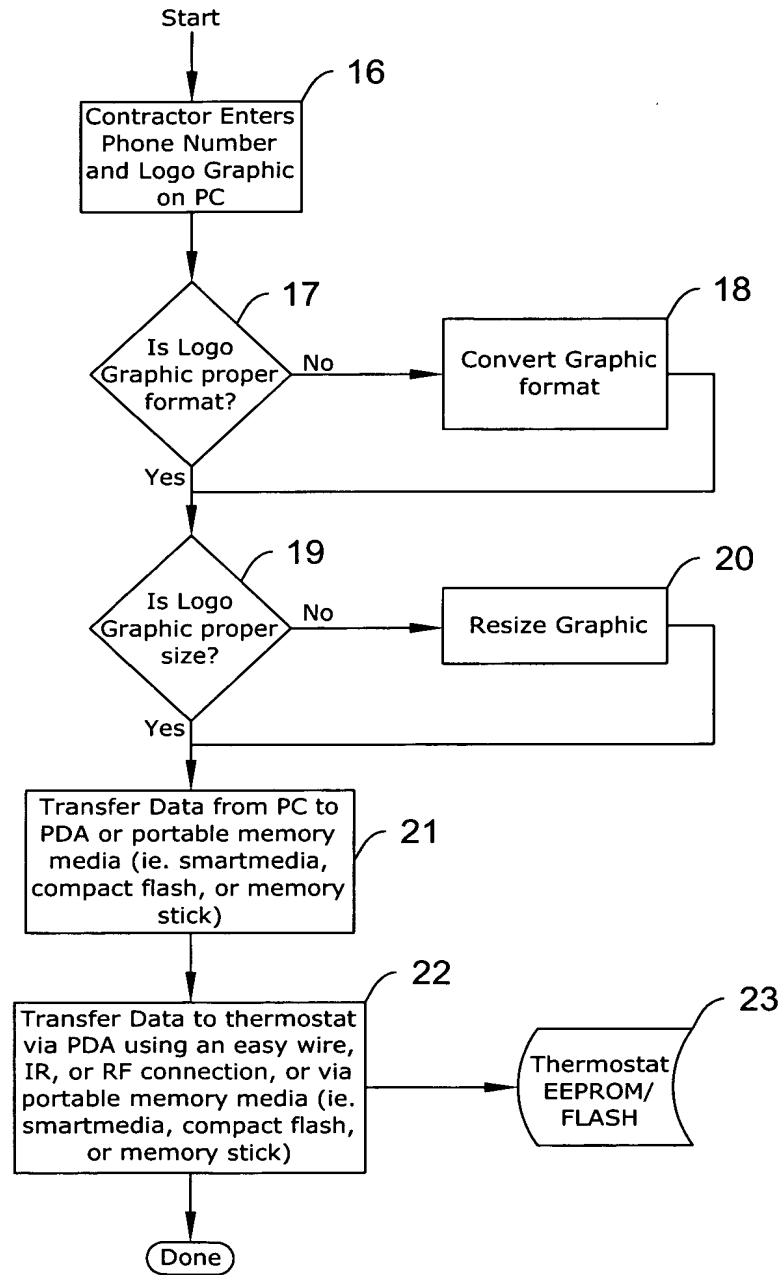 Start
16
Contractor Enters
Phone Number
and Logo Graphic
on PC
17
Is Logo
Graphic proper
format?
No
18
Convert Graphic
format
Yes
19
Is Logo
Graphic proper
size?
No
20
Resize Graphic
Yes
Transfer Data from PC to
PDA or portable memory
media (ie. smartmedia,
compact flash, or memory
stick)
21
22
Transfer Data to thermostat
via PDA using an easy wire,
IR, or RF connection, or via
portable memory media (ie.
smartmedia, compact flash,
or memory stick)
23
Thermostat
EEPROM/
FLASH
Done